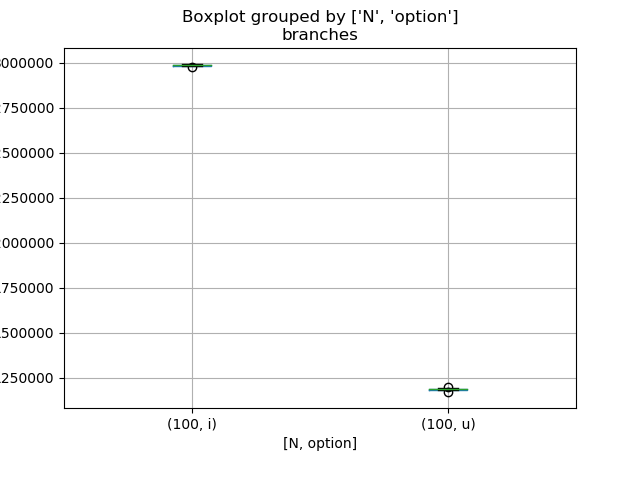 Boxplot grouped by ['N', 'option']
branches
000000
750000
500000
250000
000000
750000
500000
250000
(100, i)
(100, u)
[N, option]